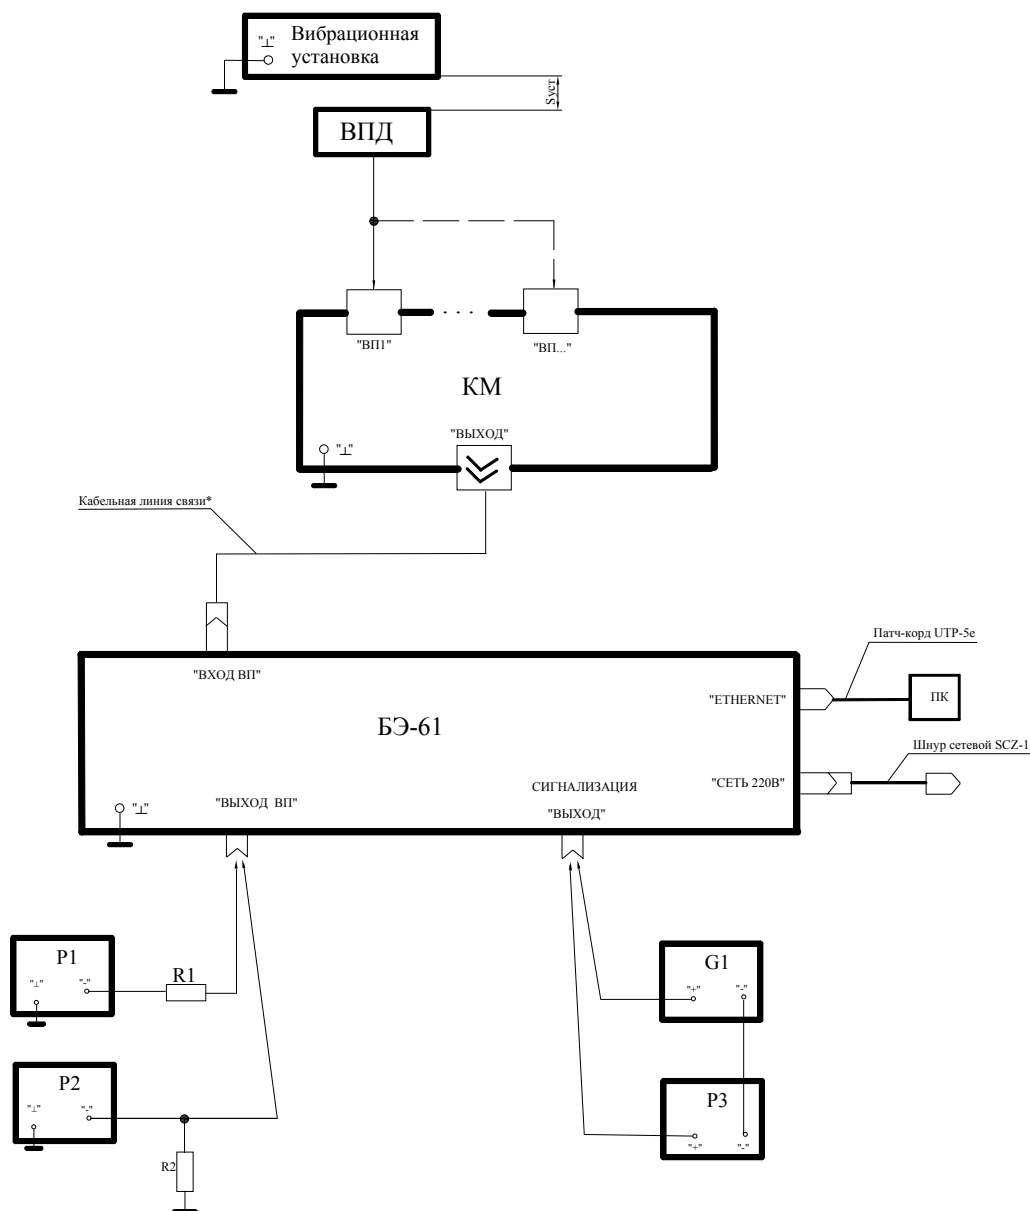 "⊥"
Вибрационная
установка
Sуст
ВПД
"ВП1"
. . .
"ВП..."
КМ
"ВЫХОД"
"⊥"
Кабельная линия связи*
Патч-корд UTP-5e
"ВХОД ВП"
"ETHERNET"
ПК
БЭ-61
Шнур сетевой SCZ-1
"СЕТЬ 220В"
СИГНАЛИЗАЦИЯ
"ВЫХОД"
"⊥"
"ВЫХОД ВП"
P1
"⊥"
"-"
R1
G1
"+"
"-"
P2
"⊥"
"-"
R2
P3
"+"
"-"